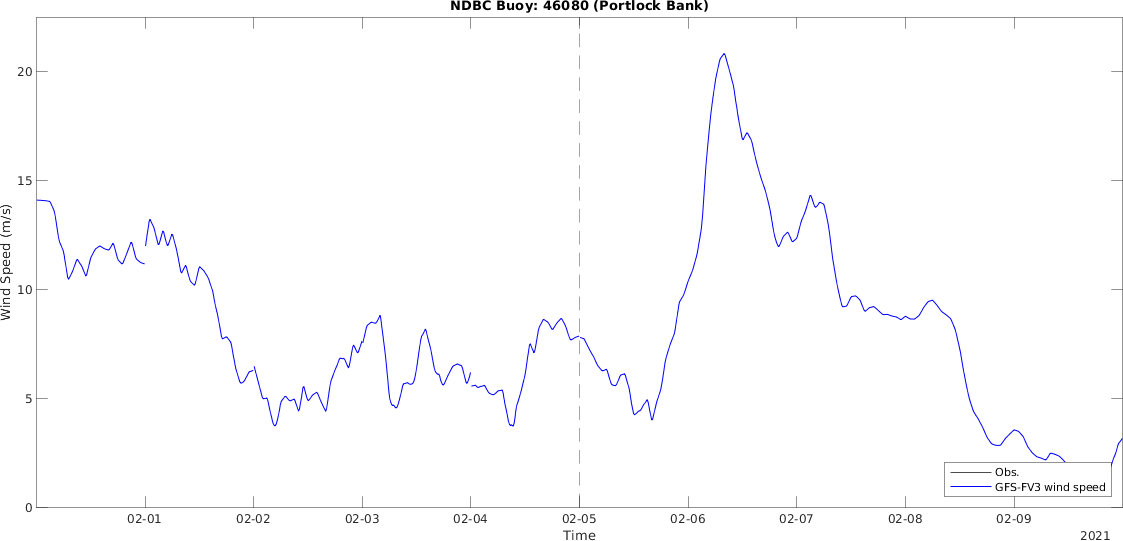 NDBC Buoy: 46080 (Portlock Bank)
20
15
10
5
0
Wind Speed (m/s)
02-01 02-02 02-03 02-04 02-05 02-06 02-07 02-08 02-09
Time
2021
Obs.
GFS-FV3 wind speed